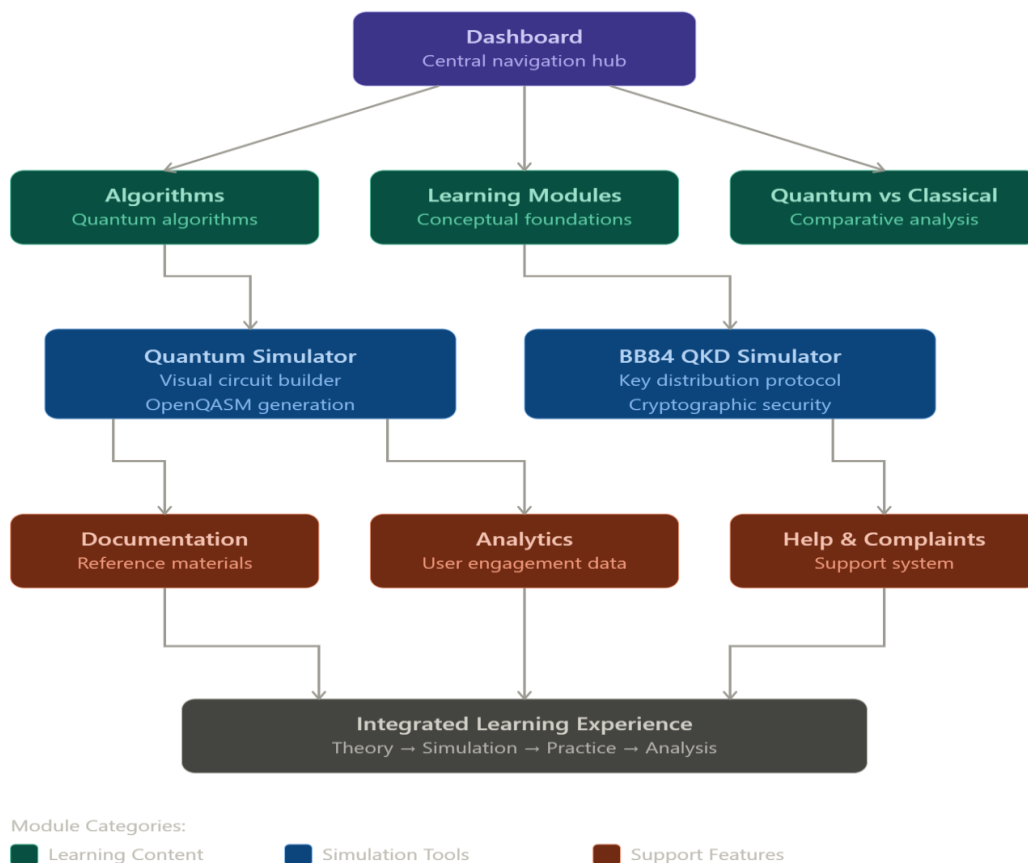 Dashboard
Central navigation hub
Algorithms
Quantum algorithms
Learning Modules
Conceptual foundations
Quantum vs Classical
Comparative analysis
Quantum Simulator
Visual circuit builder
OpenQASM generation
BB84 QKD Simulator
Key distribution protocol
Cryptographic security
Documentation
Reference materials
Analytics
User engagement data
Help & Complaints
Support system
Integrated Learning Experience
Theory → Simulation → Practice → Analysis
Module Categories:
Learning Content
Simulation Tools
Support Features